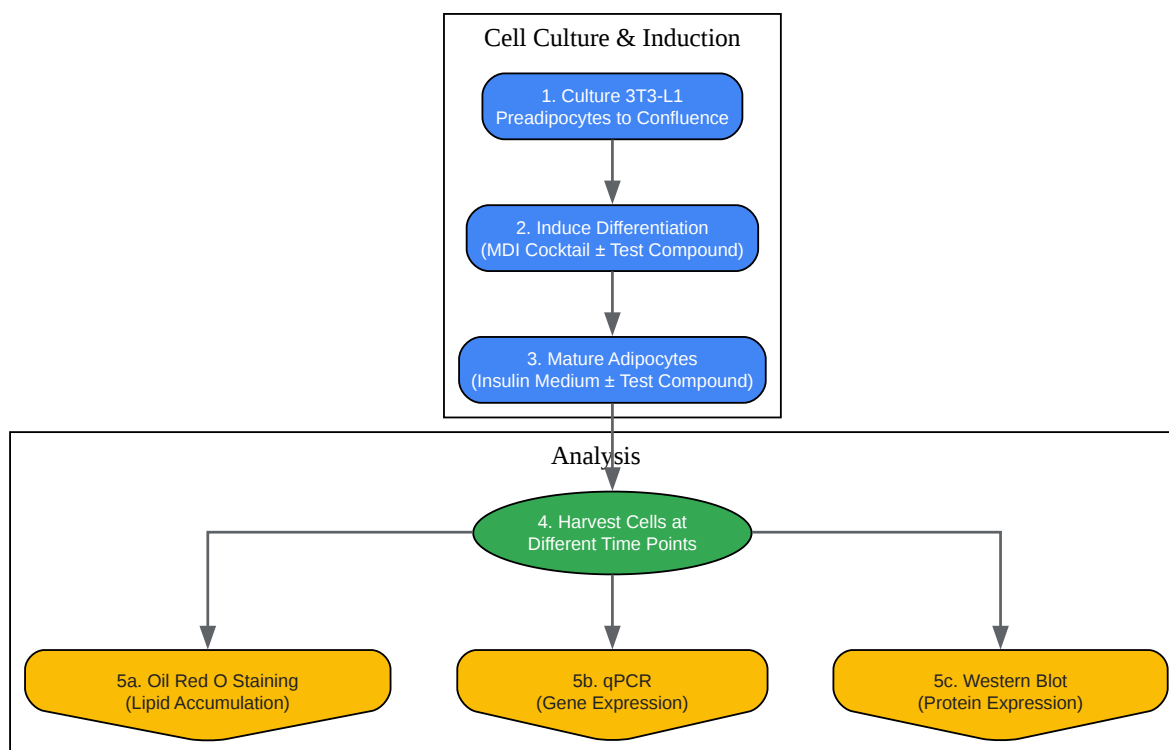 Cell Culture & Induction
1. Culture 3T3-L1
Preadipocytes to Confluence
2. Induce Differentiation
(MDI Cocktail ± Test Compound)
3. Mature Adipocytes
(Insulin Medium ± Test Compound)
Analysis
4. Harvest Cells at
Different Time Points
5a. Oil Red O Staining
(Lipid Accumulation)
5b. qPCR
(Gene Expression)
5c. Western Blot
(Protein Expression)